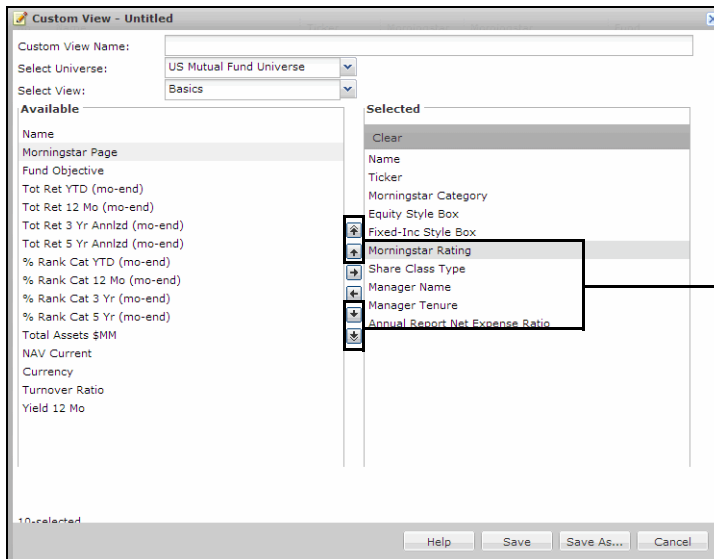 Custom View - Untitled
Custom View Name:
Select Universe: US Mutual Fund Universe
Select View: Basics
Available
Name
Morningstar Page
Fund Objective
Tot Ret YTD (mo-end)
Tot Ret 12 Mo (mo-end)
Tot Ret 3 Yr Annlzd (mo-end)
Tot Ret 5 Yr Annlzd (mo-end)
% Rank Cat YTD (mo-end)
% Rank Cat 12 Mo (mo-end)
% Rank Cat 3 Yr (mo-end)
% Rank Cat 5 Yr (mo-end)
Total Assets $MM
NAV Current
Currency
Turnover Ratio
Yield 12 Mo
Selected
Clear
Name
Ticker
Morningstar Category
Equity Style Box
Fixed-Inc Style Box
Morningstar Rating
Share Class Type
Manager Name
Manager Tenure
Annual Report Net Expense Ratio
10-selected
Help Save Save As... Cancel